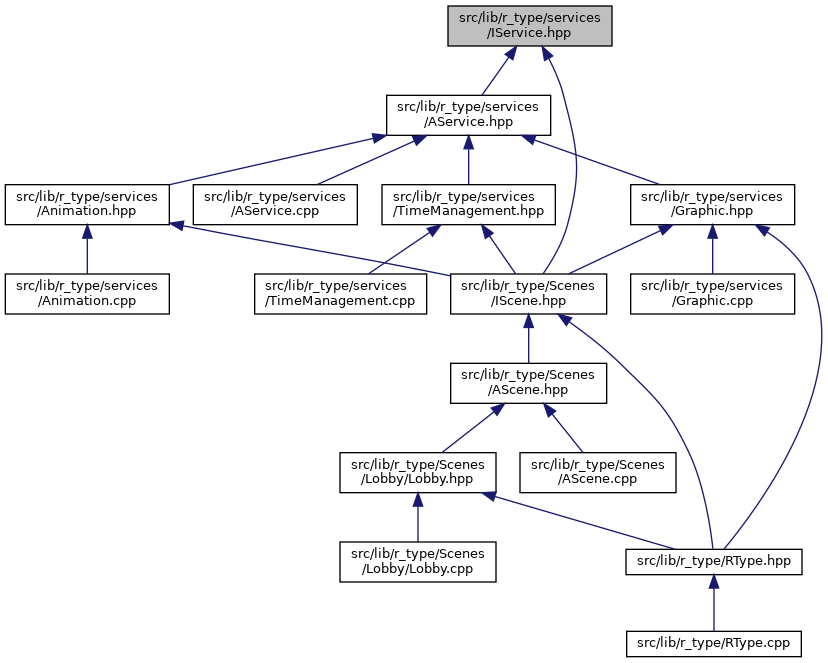 src/lib/r_type/services
/IService.hpp
src/lib/r_type/services
/AService.hpp
src/lib/r_type/services
/Animation.hpp
src/lib/r_type/services
/AService.cpp
src/lib/r_type/services
/TimeManagement.hpp
src/lib/r_type/services
/Graphic.hpp
src/lib/r_type/services
/Animation.cpp
src/lib/r_type/services
/TimeManagement.cpp
src/lib/r_type/Scenes
/IScene.hpp
src/lib/r_type/services
/Graphic.cpp
src/lib/r_type/Scenes
/AScene.hpp
src/lib/r_type/Scenes
/Lobby/Lobby.hpp
src/lib/r_type/Scenes
/AScene.cpp
src/lib/r_type/Scenes
/Lobby/Lobby.cpp
src/lib/r_type/RType.hpp
src/lib/r_type/RType.cpp